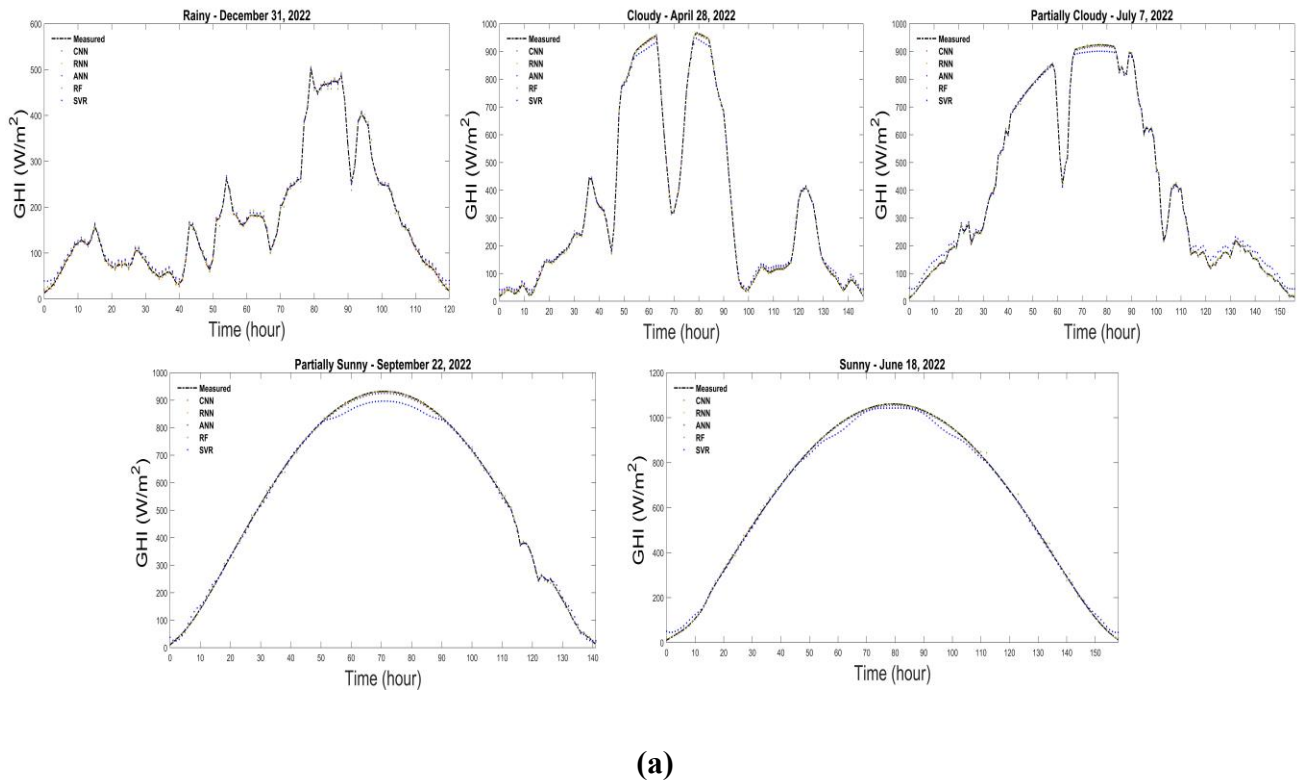 Rainy - December 31, 2022
600
500
400
300
200
100
0
GHI (W/m²)
Measured
CNN
RNN
ANN
RF
SVR
0 10 20 30 40 50 60 70 80 90 100 110 120
Time (hour)
Cloudy - April 28, 2022
1000
900
800
700
600
500
400
300
200
100
0
GHI (W/m²)
Measured
CNN
RNN
ANN
RF
SVR
0 10 20 30 40 50 60 70 80 90 100 110 120 130 140
Time (hour)
Partially Cloudy - July 7, 2022
1000
900
800
700
600
500
400
300
200
100
0
GHI (W/m²)
Measured
CNN
RNN
ANN
RF
SVR
0 10 20 30 40 50 60 70 80 90 100 110 120 130 140 150
Time (hour)
Partially Sunny - September 22, 2022
1000
900
800
700
600
500
400
300
200
100
0
GHI (W/m²)
Measured
CNN
RNN
ANN
RF
SVR
0 10 20 30 40 50 60 70 80 90 100 110 120 130 140
Time (hour)
Sunny - June 18, 2022
1200
1000
800
600
400
200
0
GHI (W/m²)
Measured
CNN
RNN
ANN
RF
SVR
0 10 20 30 40 50 60 70 80 90 100 110 120 130 140 150
Time (hour)
(a)